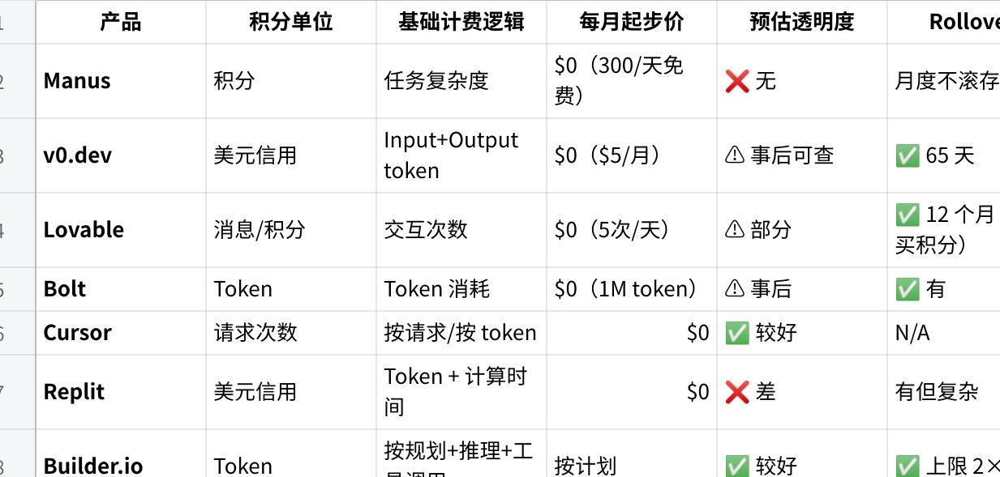 产品 积分单位 基础计费逻辑 每月起步价 预估透明度
2 Manus 积分 任务复杂度 $0（300/天免 ❌ 无 月度不滚存
费）
v0.dev 美元信用 Input+Output $0（$5/月） ⚠ 事后可查 ✅ 65 天
token
Lovable 消息/积分 交互次数 $0（5次/天） ⚠ 部分 ✅ 12 个月
买积分）
Bolt Token Token 消耗 $0（1M token） ⚠ 事后 ✅ 有
Cursor 请求次数 按请求/按 token $0 ✅ 较好 N/A
Replit 美元信用 Token + 计算时 $0 ❌ 差 有但复杂
间
Builder.io Token 按规划+推理+工 按计划 ✅ 较好 ✅ 上限 2×